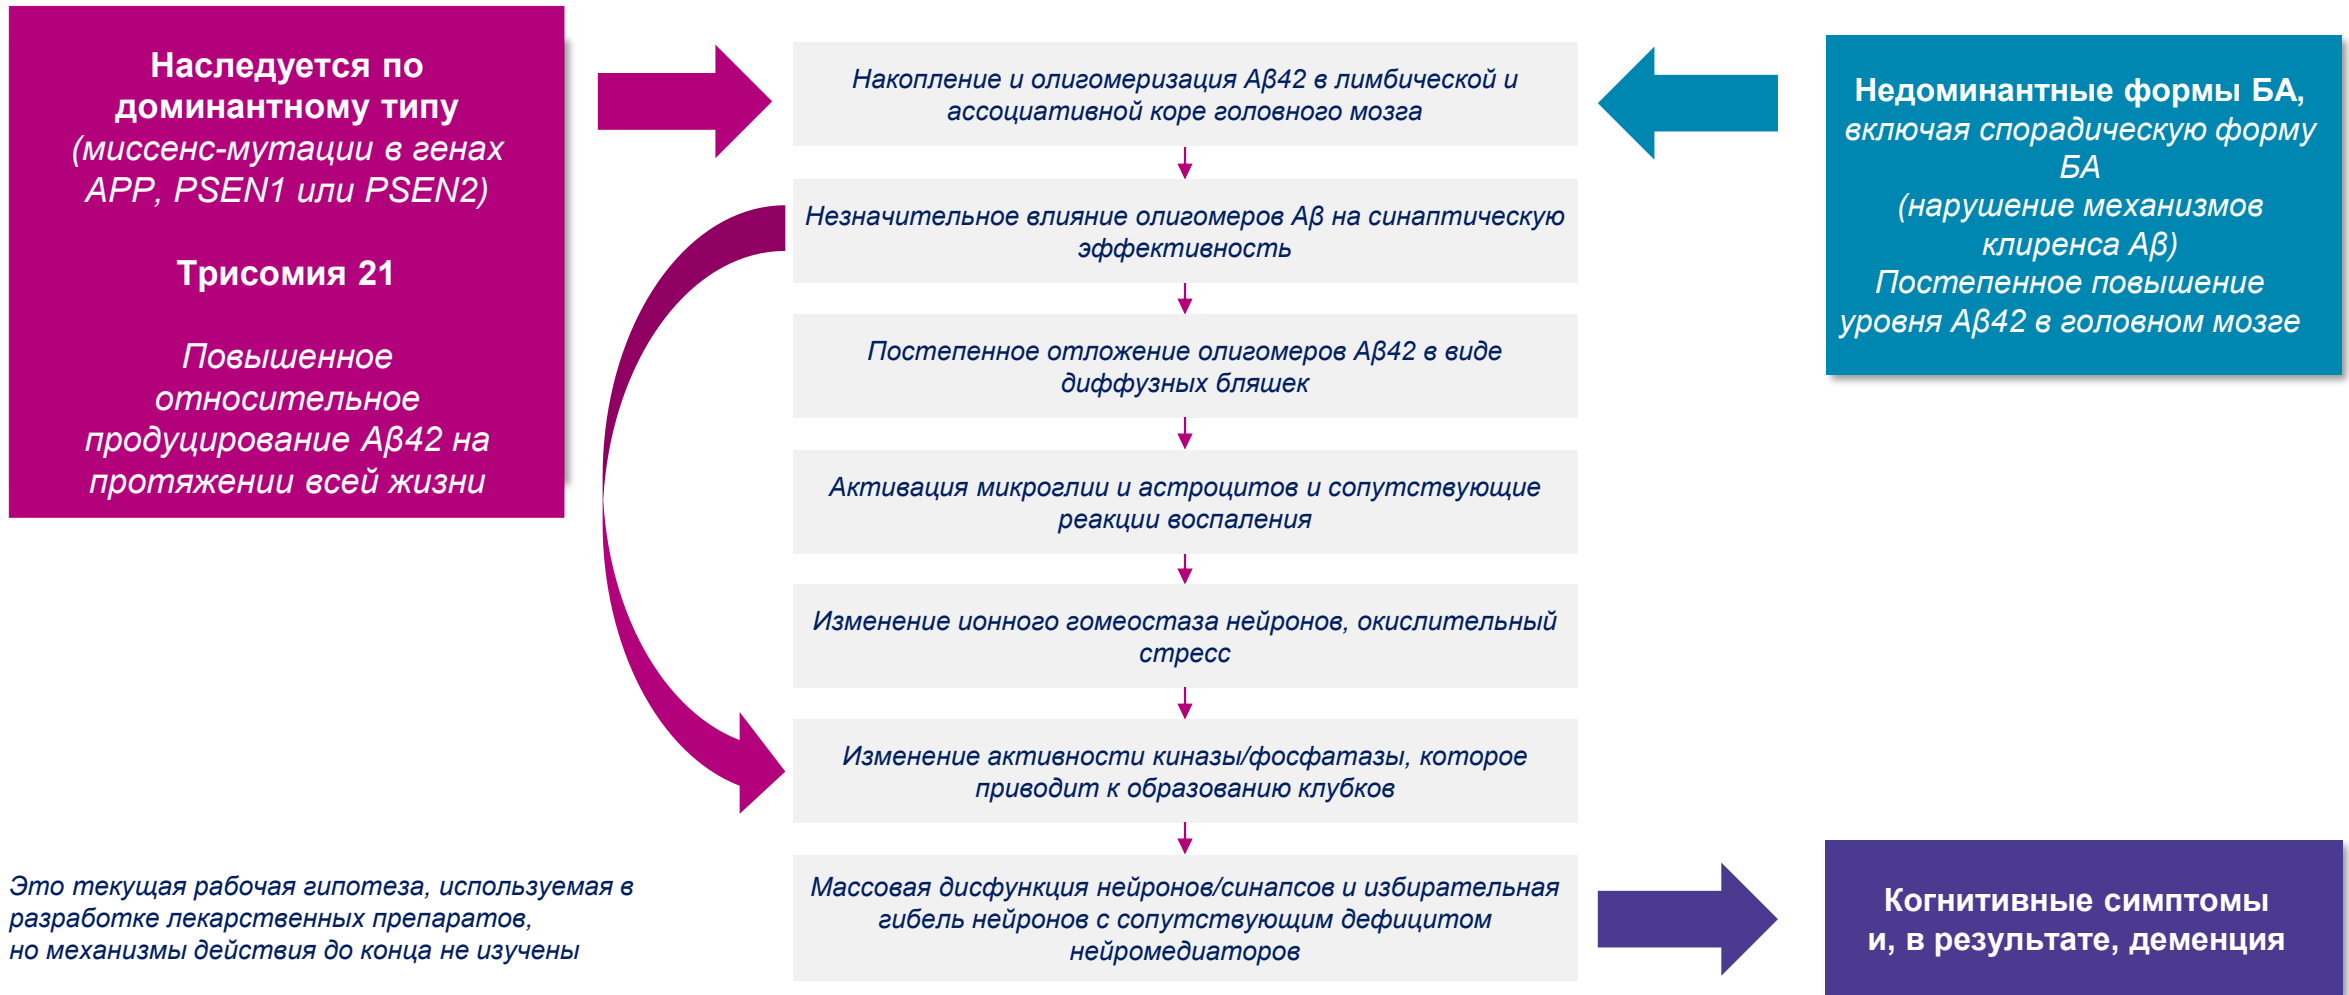 Наследуется по
доминантному типу
(миссенс-мутации в генах
APP, PSEN1 или PSEN2)
Трисомия 21
Повышенное
относительное
продуцирование Aβ42 на
протяжении всей жизни
Накопление и олигомеризация Aβ42 в лимбической и
ассоциативной коре головного мозга
Незначительное влияние олигомеров Aβ на синаптическую
эффективность
Постепенное отложение олигомеров Aβ42 в виде
диффузных бляшек
Активация микроглии и астроцитов и сопутствующие
реакции воспаления
Изменение ионного гомеостаза нейронов, окислительный
стресс
Изменение активности киназы/фосфатазы, которое
приводит к образованию клубков
Массовая дисфункция нейронов/синапсов и избирательная
гибель нейронов с сопутствующим дефицитом
нейромедиаторов
Недоминантные формы БА,
включая спорадическую форму
БА
(нарушение механизмов
клиренса Aβ)
Постепенное повышение
уровня Aβ42 в головном мозге
Когнитивные симптомы
и, в результате, деменция
Это текущая рабочая гипотеза, используемая в
разработке лекарственных препаратов,
но механизмы действия до конца не изучены